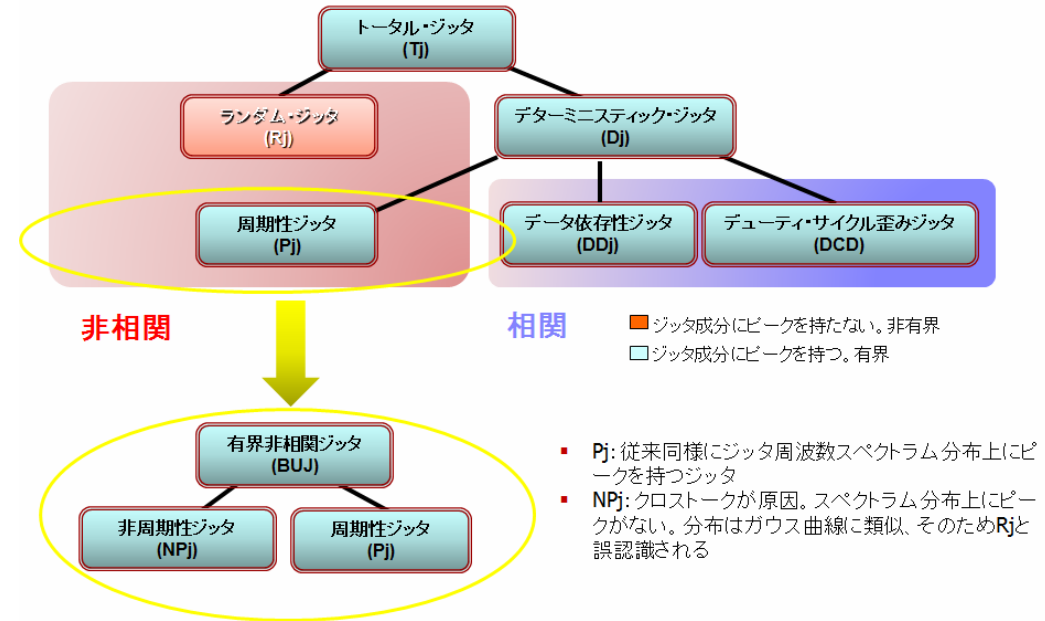 トータル・ジッタ
(Tj)
ランダム・ジッタ
(Rj)
デターミニスティック・ジッタ
(Dj)
周期性ジッタ
(Pj)
データ依存性ジッタ
(DDj)
デューティ・サイクル歪みジッタ
(DCD)
非相関
相関
ジッタ成分にピークを持たない。非有界
ジッタ成分にピークを持つ。有界
有界非相関ジッタ
(BUJ)
非周期性ジッタ
(NPj)
周期性ジッタ
(Pj)
▪ Pj: 従来同様にジッタ周波数スペクトラム分布上にピ
ークを持つジッタ
▪ NPj: クロストークが原因。スペクトラム分布上にピー
クがない。分布はガウス曲線に類似、そのためRjと
誤認識される